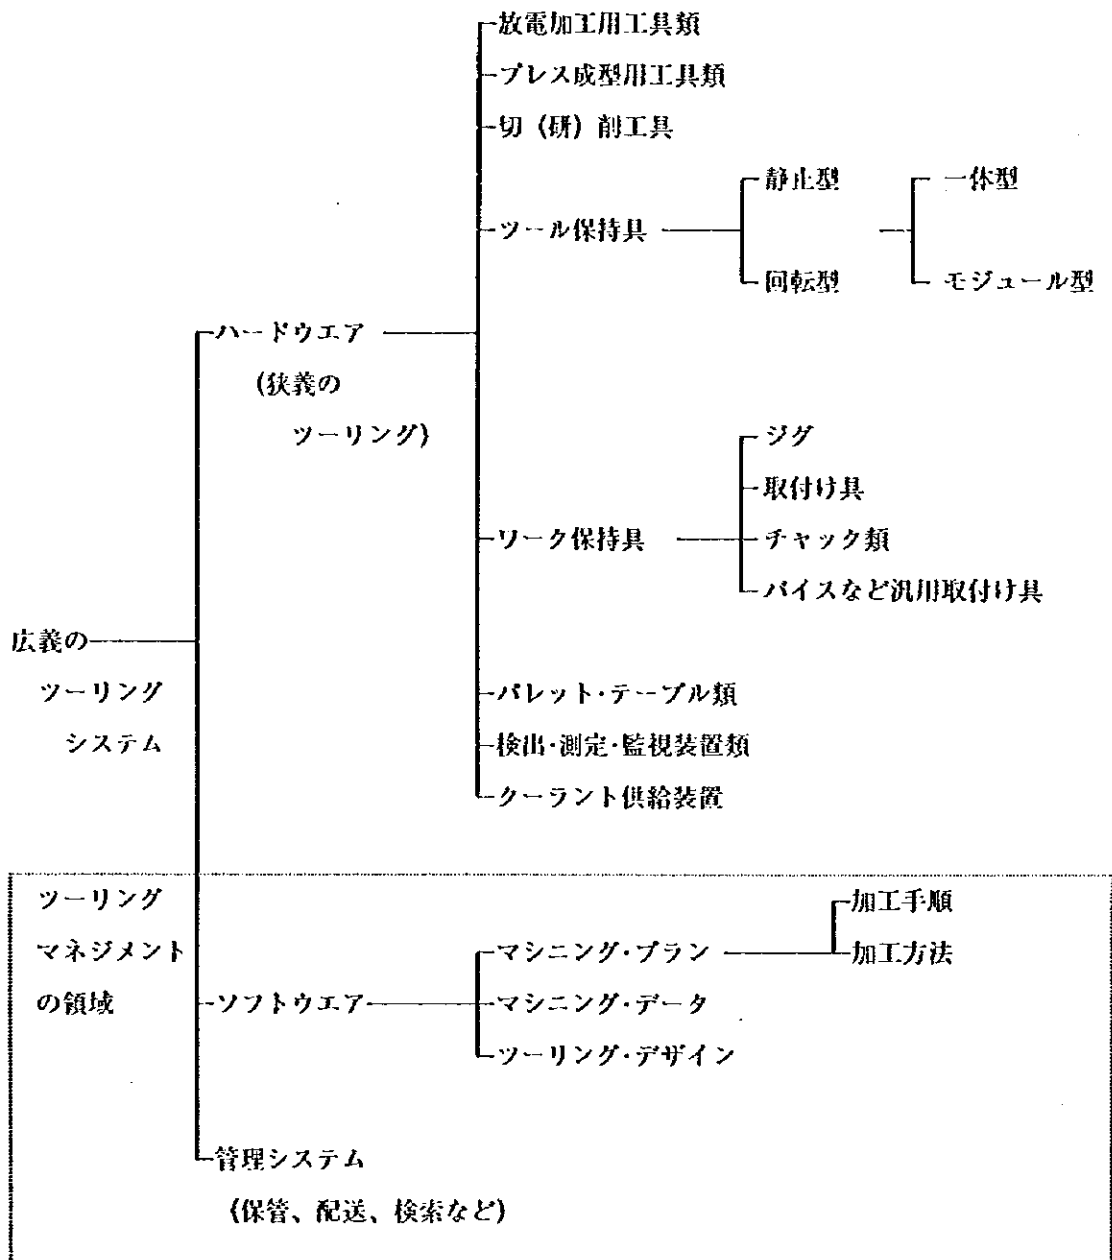 放電加工用工具類
プレス成型用工具類
切（研）削工具
静止型
一体型
ツール保持具
回転型
モジュール型
ハードウエア
（狭義の
ツーリング）
ジグ
取付け具
ワーク保持具
チャック類
バイスなど汎用取付け具
広義の
ツーリング
システム
パレット・テーブル類
検出・測定・監視装置類
クーラント供給装置
ツーリング
マネジメント
の領域
加工手順
マシニング・プラン
加工方法
ソフトウエア
マシニング・データ
ツーリング・デザイン
管理システム
（保管、配送、検索など）